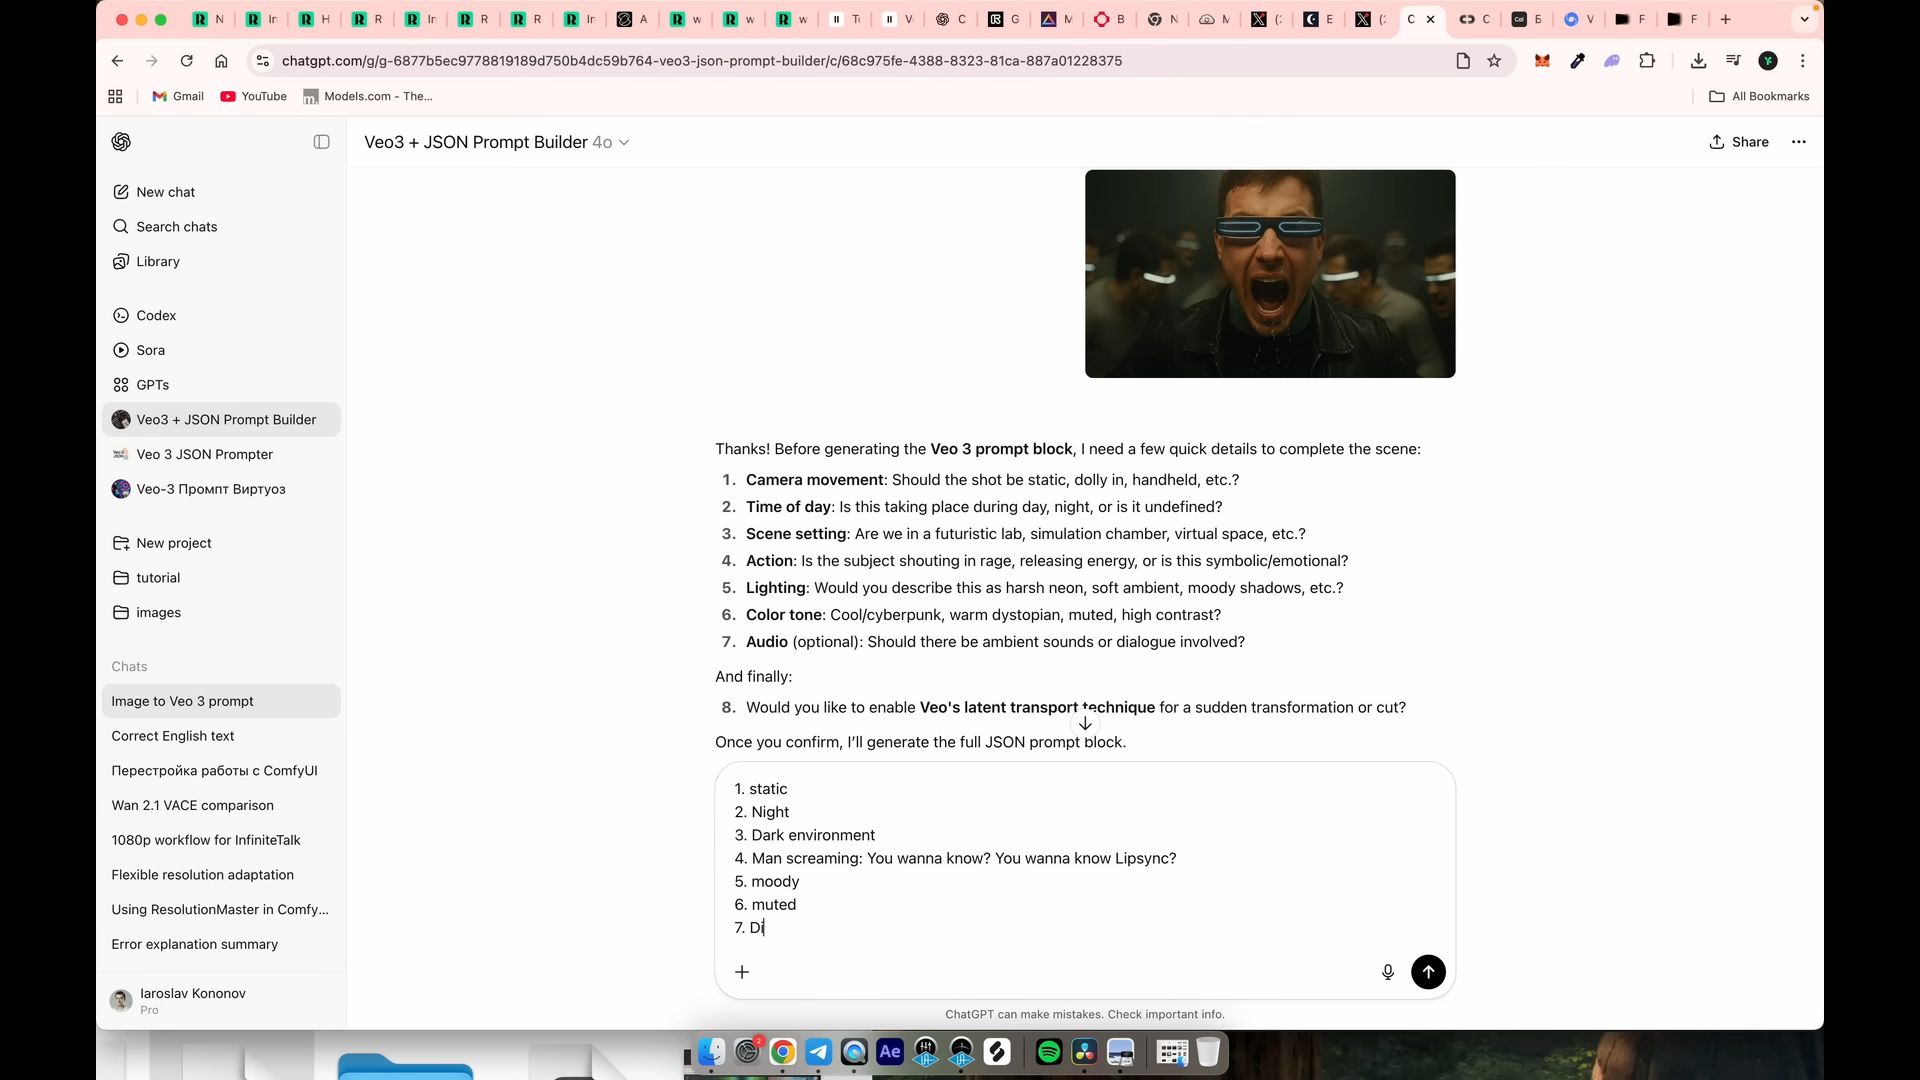 N
Ir
H
R
Ir
R
R
Ir
A
w
w
w
Te
V
C
G
M
B
N
M
(2
E
(2
C
C
Col
Б
V
F
F
chatgpt.com/g/g-6877b5ec9778819189d750b4dc59b764-veo3-json-prompt-builder/c/68c975fe-4388-8323-81ca-887a01228375
Gmail
YouTube
Models.com - The...
All Bookmarks
Veo3 + JSON Prompt Builder 4o
Share
New chat
Search chats
Library
Codex
Sora
GPTs
Veo3 + JSON Prompt Builder
Veo 3 JSON Prompter
Veo-3 Промпт Виртуоз
New project
tutorial
images
Chats
Image to Veo 3 prompt
Correct English text
Перестройка работы с ComfyUI
Wan 2.1 VACE comparison
1080p workflow for InfiniteTalk
Flexible resolution adaptation
Using ResolutionMaster in Comfy...
Error explanation summary
Iaroslav Kononov
Pro
Thanks! Before generating the Veo 3 prompt block, I need a few quick details to complete the scene:
1. Camera movement: Should the shot be static, dolly in, handheld, etc.?
2. Time of day: Is this taking place during day, night, or is it undefined?
3. Scene setting: Are we in a futuristic lab, simulation chamber, virtual space, etc.?
4. Action: Is the subject shouting in rage, releasing energy, or is this symbolic/emotional?
5. Lighting: Would you describe this as harsh neon, soft ambient, moody shadows, etc.?
6. Color tone: Cool/cyberpunk, warm dystopian, muted, high contrast?
7. Audio (optional): Should there be ambient sounds or dialogue involved?
And finally:
8. Would you like to enable Veo's latent transport technique for a sudden transformation or cut?
Once you confirm, I'll generate the full JSON prompt block.
1. static
2. Night
3. Dark environment
4. Man screaming: You wanna know? You wanna know Lipsync?
5. moody
6. muted
7. Di
ChatGPT can make mistakes. Check important info.
2
Ae